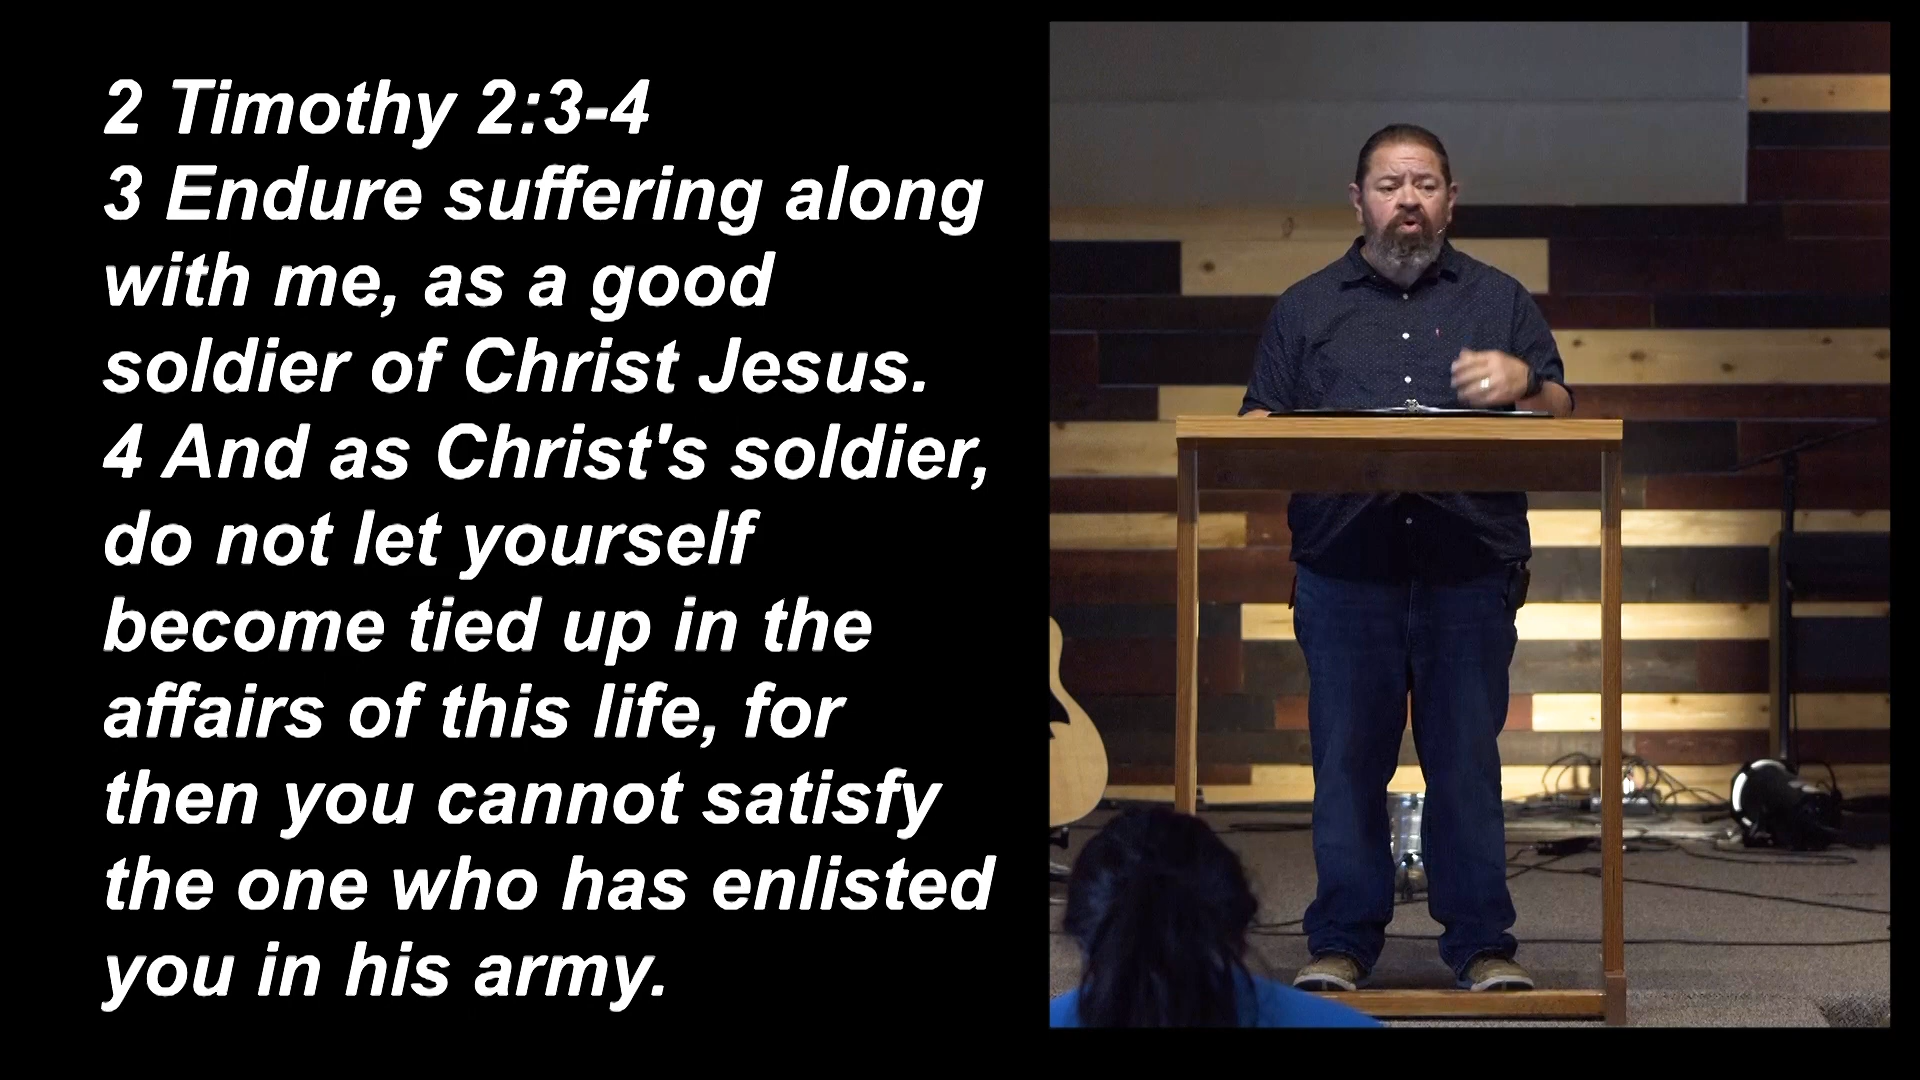 2 Timothy 2:3-4
3 Endure suffering along
with me, as a good
soldier of Christ Jesus.
4 And as Christ's soldier,
do not let yourself
become tied up in the
affairs of this life, for
then you cannot satisfy
the one who has enlisted
you in his army.